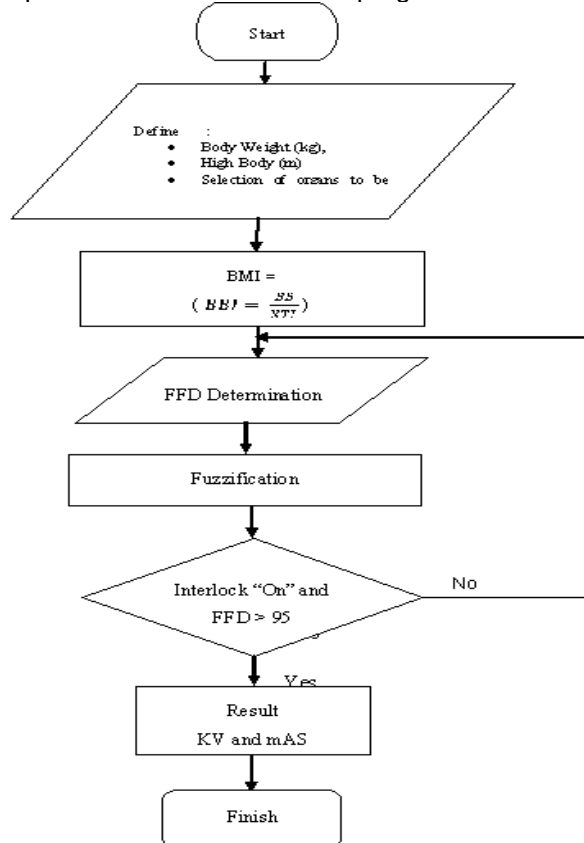 Start
Define :
• Body Weight (kg),
• High Body (m)
• Selection of organs to be
BMI =
FFD Determination
Fuzzification
Interlock “On” and
FFD > 95
No
Yes
Result
KV and mAS
Finish